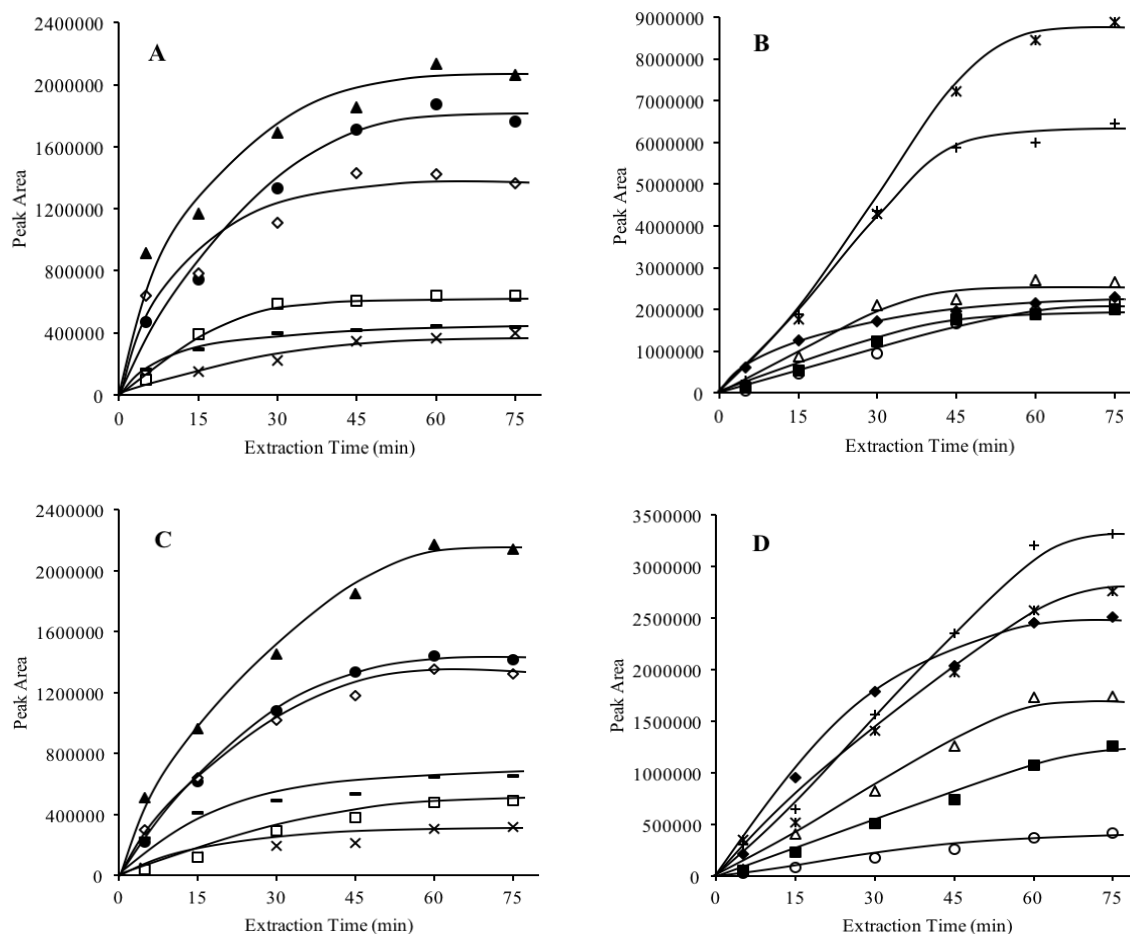 A
2400000
2000000
1600000
1200000
800000
400000
0
Peak Area
0 15 30 45 60 75
Extraction Time (min)
B
9000000
8000000
7000000
6000000
5000000
4000000
3000000
2000000
1000000
0
Peak Area
0 15 30 45 60 75
Extraction Time (min)
C
2400000
2000000
1600000
1200000
800000
400000
0
Peak Area
0 15 30 45 60 75
Extraction Time (min)
D
3500000
3000000
2500000
2000000
1500000
1000000
500000
0
Peak Area
0 15 30 45 60 75
Extraction Time (min)